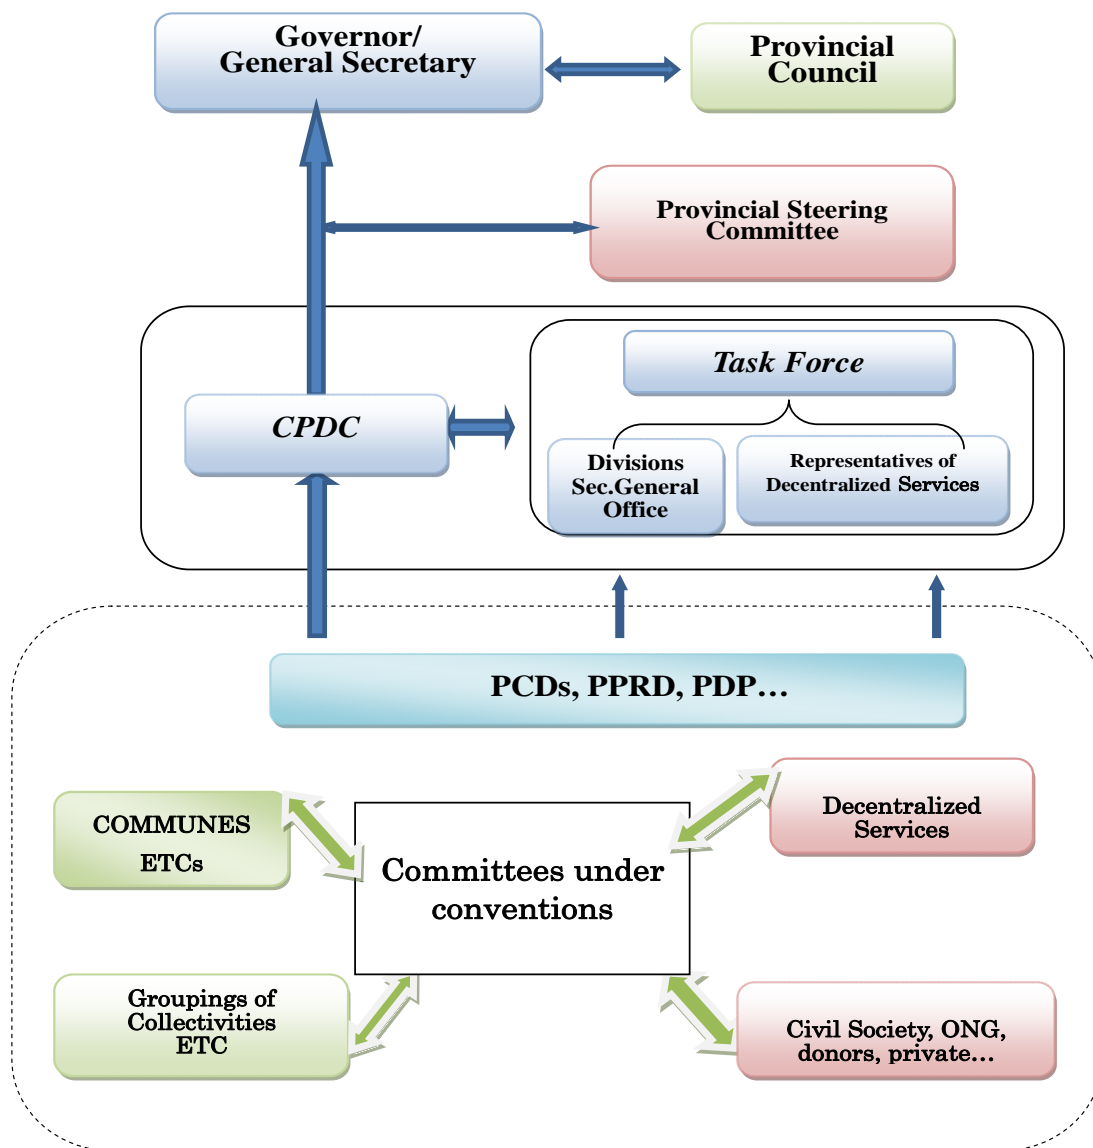 Governor/
General Secretary
Provincial
Council
Provincial Steering
Committee
Task Force
CPDC
Divisions
Sec.General
Office
Representatives of
Decentralized Services
PCDs, PPRD, PDP…
COMMUNES
ETCs
Decentralized
Services
Committees under
conventions
Groupings of
Collectivities
ETC
Civil Society, ONG,
donors, private…